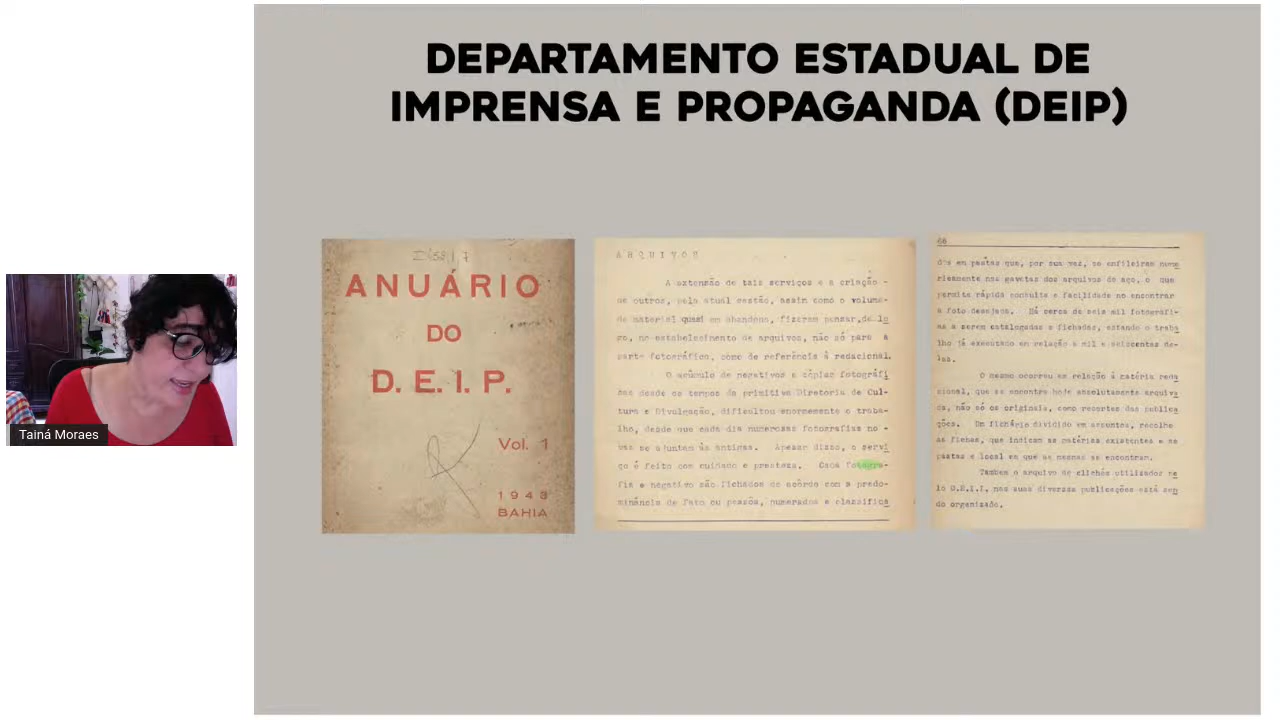 DEPARTAMENTO ESTADUAL DE
IMPRENSA E PROPAGANDA (DEIP)
ANUÁRIO
DO
D. E. I. P.
Vol. 1
1943
BAHIA
ARQUIVOS
A extensão de tais serviços e a criação -
de outros, pela atual gestão, assim como o volume-
de material quasi em abandono, fizeram pensar, de lo
go, no estabelecimento de arquivos, não só para a
parte fotográfica, como de referência à redacional.
O acúmulo de negativos e cópias fotográfi
cas desde os tempos da primitiva Diretoria de Cul-
tura e Divulgação, dificultou enormemente o traba-
lho, desde que cada dia numerosas fotografias no -
vas se ajuntam às antigas. Apezar disso, o servi
ço é feito com cuidado e presteza. Cada fotogra-
fia e negativo são fichados de acôrdo com a predo-
minância de fato ou pessôa, numerados e classifica
66
dos em pastas que, por sua vez, se enfileiram nume
ricamente nas gavetas dos arquivos de aço, o que
permite rápida consulta e facilidade no encontrar
a foto desejada. Há cerca de seis mil fotografi-
as a serem catalogadas e fichadas, estando o traba
lho já executado em relação a mil e seiscentas de-
las.
O mesmo ocorreu em relação à matéria reda
cional, que se encontra hoje absolutamente arquiva
da, não só os originais, como recortes das publica
ções. Um fichário dividido em assuntos, recolhe
as fichas, que indicam as matérias existentes e as
pastas e local em que as mesmas se encontram.
Tambem o arquivo de clichés utilizados pe
lo D.E.I.P., nas suas diversas publicações está sen
do organizado.
Tainá Moraes